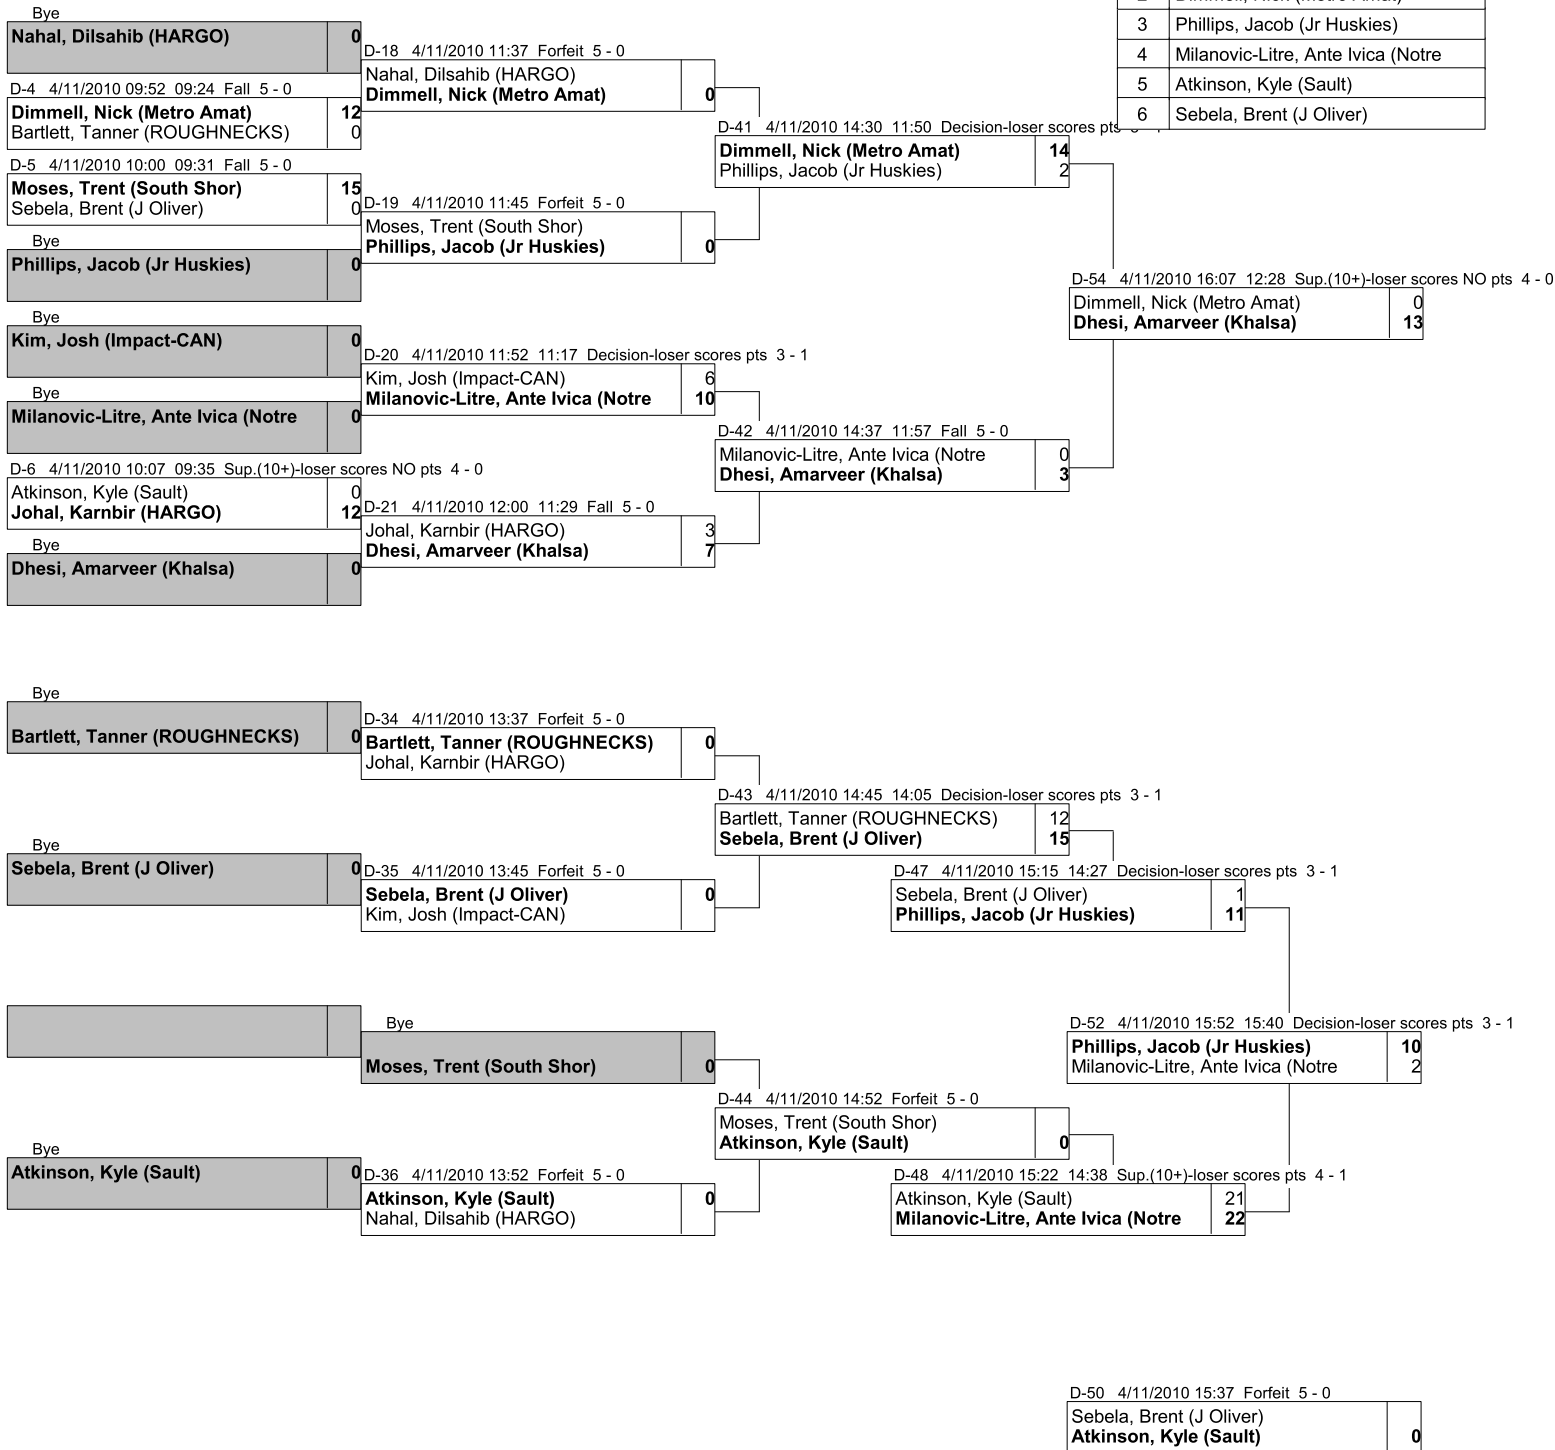 2 Dimmell, Nick (Metro Amat)
3 Phillips, Jacob (Jr Huskies)
4 Milanovic-Litre, Ante Ivica (Notre
5 Atkinson, Kyle (Sault)
6 Sebela, Brent (J Oliver)
Bye
Nahal, Dilsahib (HARGO) 0
D-4 4/11/2010 09:52 09:24 Fall 5 - 0
Dimmell, Nick (Metro Amat) 12
Bartlett, Tanner (ROUGHNECKS) 0
D-5 4/11/2010 10:00 09:31 Fall 5 - 0
Moses, Trent (South Shor) 15
Sebela, Brent (J Oliver) 0
Bye
Phillips, Jacob (Jr Huskies) 0
Bye
Kim, Josh (Impact-CAN) 0
Bye
Milanovic-Litre, Ante Ivica (Notre 0
D-6 4/11/2010 10:07 09:35 Sup.(10+)-loser scores NO pts 4 - 0
Atkinson, Kyle (Sault) 0
Johal, Karnbir (HARGO) 12
Bye
Dhesi, Amarveer (Khalsa) 0
D-18 4/11/2010 11:37 Forfeit 5 - 0
Nahal, Dilsahib (HARGO)
Dimmell, Nick (Metro Amat) 0
D-19 4/11/2010 11:45 Forfeit 5 - 0
Moses, Trent (South Shor)
Phillips, Jacob (Jr Huskies) 0
D-20 4/11/2010 11:52 11:17 Decision-loser scores pts 3 - 1
Kim, Josh (Impact-CAN) 6
Milanovic-Litre, Ante Ivica (Notre 10
D-21 4/11/2010 12:00 11:29 Fall 5 - 0
Johal, Karnbir (HARGO) 3
Dhesi, Amarveer (Khalsa) 7
D-41 4/11/2010 14:30 11:50 Decision-loser scores pts
Dimmell, Nick (Metro Amat) 14
Phillips, Jacob (Jr Huskies) 2
D-42 4/11/2010 14:37 11:57 Fall 5 - 0
Milanovic-Litre, Ante Ivica (Notre 0
Dhesi, Amarveer (Khalsa) 3
D-54 4/11/2010 16:07 12:28 Sup.(10+)-loser scores NO pts 4 - 0
Dimmell, Nick (Metro Amat) 0
Dhesi, Amarveer (Khalsa) 13
Bye
Bartlett, Tanner (ROUGHNECKS) 0
Bye
Sebela, Brent (J Oliver) 0
Bye
Atkinson, Kyle (Sault) 0
D-34 4/11/2010 13:37 Forfeit 5 - 0
Bartlett, Tanner (ROUGHNECKS) 0
Johal, Karnbir (HARGO)
D-35 4/11/2010 13:45 Forfeit 5 - 0
Sebela, Brent (J Oliver) 0
Kim, Josh (Impact-CAN)
Bye
Moses, Trent (South Shor) 0
D-36 4/11/2010 13:52 Forfeit 5 - 0
Atkinson, Kyle (Sault) 0
Nahal, Dilsahib (HARGO)
D-43 4/11/2010 14:45 14:05 Decision-loser scores pts 3 - 1
Bartlett, Tanner (ROUGHNECKS) 12
Sebela, Brent (J Oliver) 15
D-44 4/11/2010 14:52 Forfeit 5 - 0
Moses, Trent (South Shor)
Atkinson, Kyle (Sault) 0
D-47 4/11/2010 15:15 14:27 Decision-loser scores pts 3 - 1
Sebela, Brent (J Oliver) 1
Phillips, Jacob (Jr Huskies) 11
D-48 4/11/2010 15:22 14:38 Sup.(10+)-loser scores pts 4 - 1
Atkinson, Kyle (Sault) 21
Milanovic-Litre, Ante Ivica (Notre 22
D-52 4/11/2010 15:52 15:40 Decision-loser scores pts 3 - 1
Phillips, Jacob (Jr Huskies) 10
Milanovic-Litre, Ante Ivica (Notre 2
D-50 4/11/2010 15:37 Forfeit 5 - 0
Sebela, Brent (J Oliver)
Atkinson, Kyle (Sault) 0